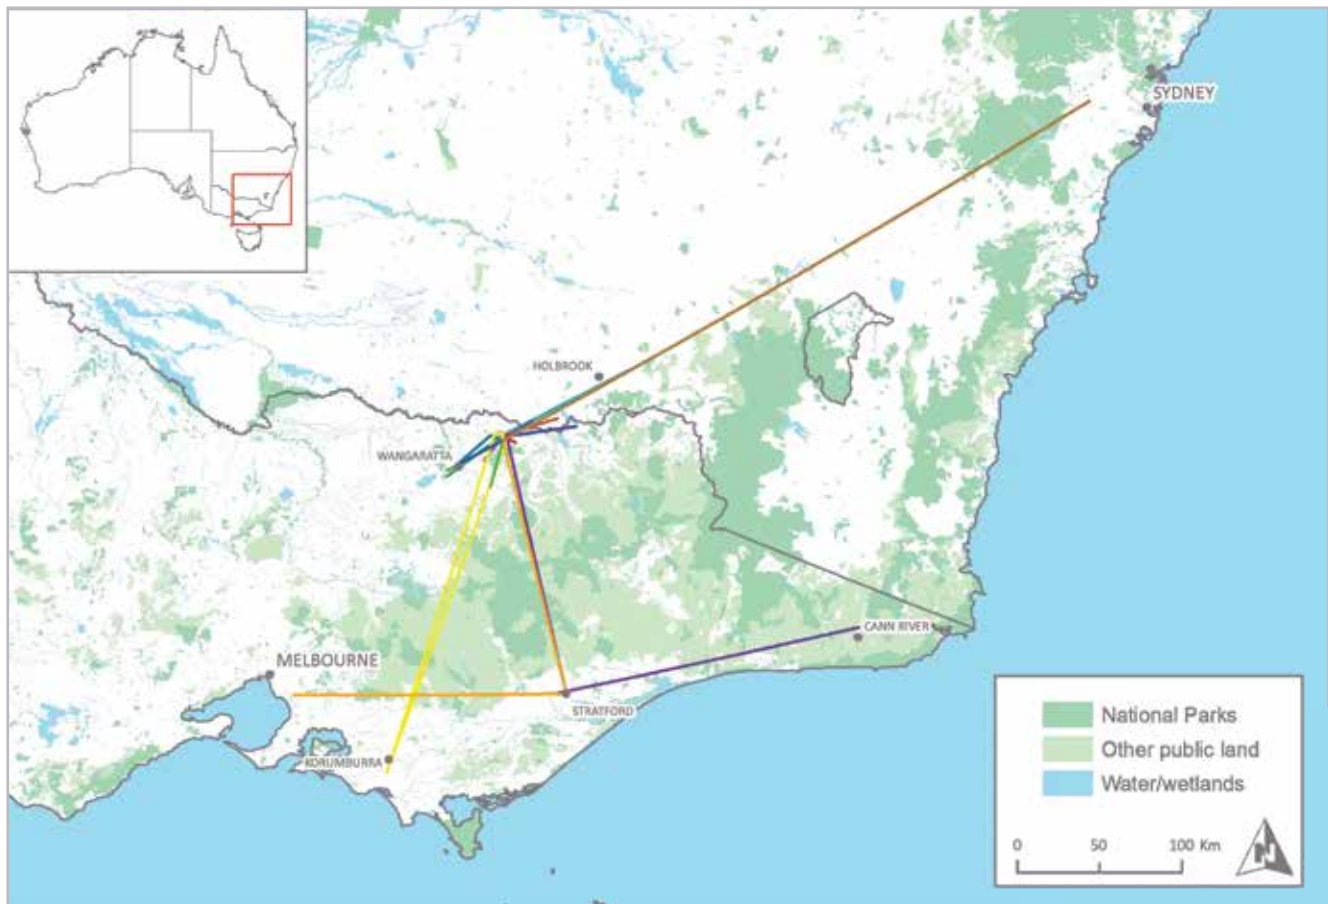 SYDNEY
HOLBROOK
WANGARATTA
CANN RIVER
MELBOURNE
STRATFORD
KORUMBURRA
National Parks
Other public land
Water/wetlands
0 50 100 Km
N